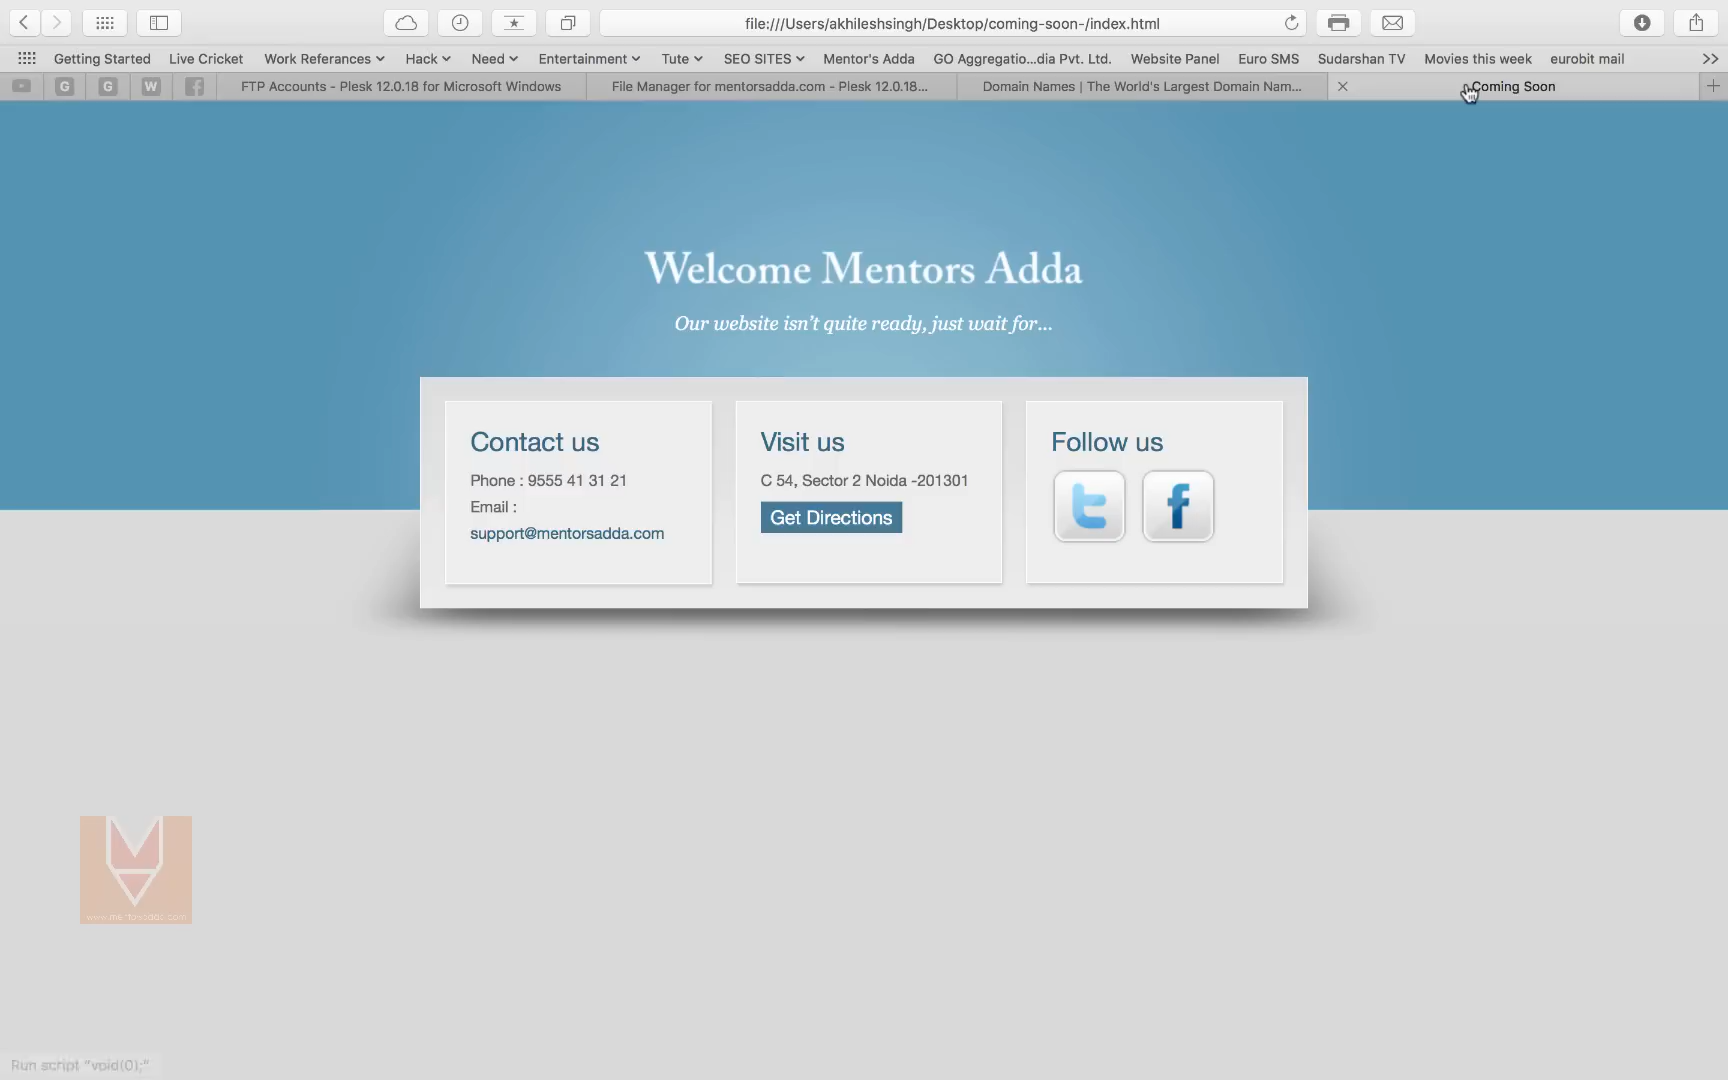 file:///Users/akhileshsingh/Desktop/coming-soon-/index.html
Getting Started Live Cricket Work Referances Hack Need Entertainment Tute SEO SITES Mentor's Adda GO Aggregatio...dia Pvt. Ltd. Website Panel Euro SMS Sudarshan TV Movies this week eurobit mail >>
G G W f FTP Accounts - Plesk 12.0.18 for Microsoft Windows File Manager for mentorsadda.com - Plesk 12.0.18... Domain Names | The World's Largest Domain Nam... Coming Soon
Welcome Mentors Adda
Our website isn't quite ready, just wait for...
Contact us
Phone : 9555 41 31 21
Email :
support@mentorsadda.com
Visit us
C 54, Sector 2 Noida -201301
Get Directions
Follow us
t f
www.mentorsadda.com
Run script "void(0);"